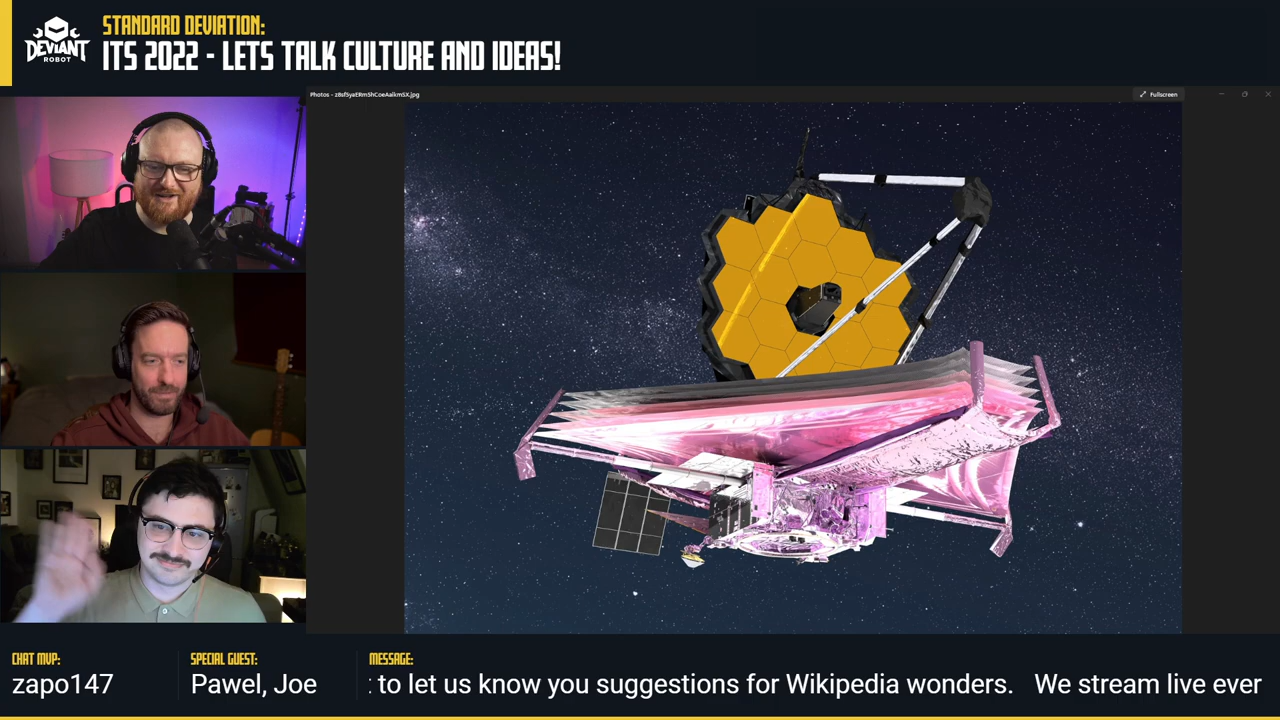 STANDARD DEVIATION:
ITS 2022 - LETS TALK CULTURE AND IDEAS!
DEVIANT
ROBOT
Fullscreen
CHAT MVP:
zapo147
SPECIAL GUEST:
Pawel, Joe
MESSAGE:
: to let us know you suggestions for Wikipedia wonders. We stream live ever